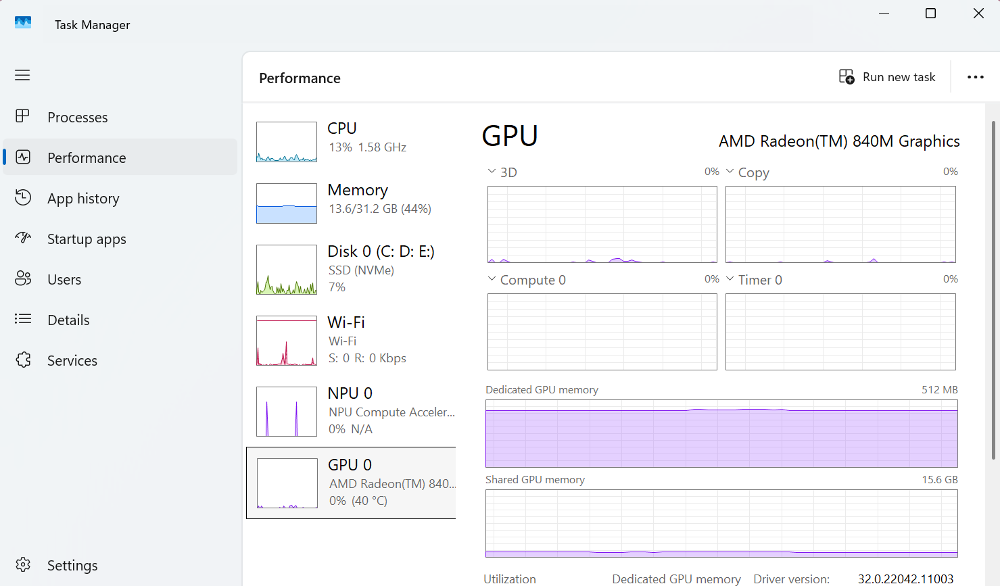 Task Manager
Performance
Run new task
Processes
Performance
App history
Startup apps
Users
Details
Services
Settings
CPU
13% 1.58 GHz
Memory
13.6/31.2 GB (44%)
Disk 0 (C: D: E:)
SSD (NVMe)
7%
Wi-Fi
Wi-Fi
S: 0 R: 0 Kbps
NPU 0
NPU Compute Acceler...
0% N/A
GPU 0
AMD Radeon(TM) 840...
0% (40 °C)
GPU
AMD Radeon(TM) 840M Graphics
3D 0%
Copy 0%
Compute 0 0%
Timer 0 0%
Dedicated GPU memory 512 MB
Shared GPU memory 15.6 GB
Utilization Dedicated GPU memory Driver version: 32.0.22042.11003